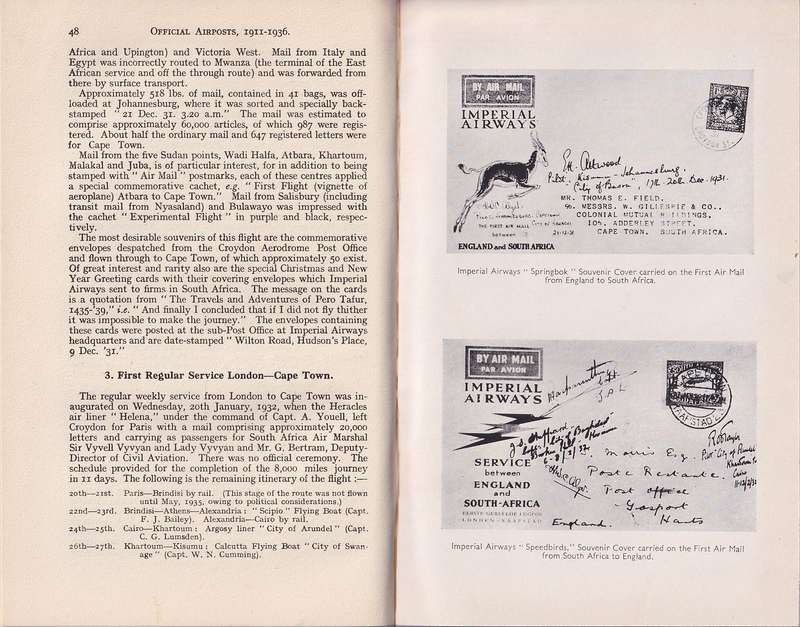 48 OFFICIAL AIRPOSTS, 1911-1936.
Africa and Upington) and Victoria West. Mail from Italy and
Egypt was incorrectly routed to Mwanza (the terminal of the East
African service and off the through route) and was forwarded from
there by surface transport.
Approximately 518 lbs. of mail, contained in 41 bags, was off-
loaded at Johannesburg, where it was sorted and specially back-
stamped " 21 Dec. 31. 3.20 a.m." The mail was estimated to
comprise approximately 60,000 articles, of which 987 were regis-
tered. About half the ordinary mail and 647 registered letters were
for Cape Town.
Mail from the five Sudan points, Wadi Halfa, Atbara, Khartoum,
Malakal and Juba, is of particular interest, for in addition to being
stamped with " Air Mail " postmarks, each of these centres applied
a special commemorative cachet, e.g. " First Flight (vignette of
aeroplane) Atbara to Cape Town." Mail from Salisbury (including
transit mail from Nyasaland) and Bulawayo was impressed with
the cachet " Experimental Flight " in purple and black, respec-
tively.
The most desirable souvenirs of this flight are the commemorative
envelopes despatched from the Croydon Aerodrome Post Office
and flown through to Cape Town, of which approximately 50 exist.
Of great interest and rarity also are the special Christmas and New
Year Greeting cards with their covering envelopes which Imperial
Airways sent to firms in South Africa. The message on the cards
is a quotation from " The Travels and Adventures of Pero Tafur,
1435-'39," i.e. " And finally I concluded that if I did not fly thither
it was impossible to make the journey." The envelopes containing
these cards were posted at the sub-Post Office at Imperial Airways
headquarters and are date-stamped " Wilton Road, Hudson's Place,
9 Dec. '31."
3. First Regular Service London—Cape Town.
The regular weekly service from London to Cape Town was in-
augurated on Wednesday, 20th January, 1932, when the Heracles
air liner " Helena," under the command of Capt. A. Youell, left
Croydon for Paris with a mail comprising approximately 20,000
letters and carrying as passengers for South Africa Air Marshal
Sir Vyvell Vyvyan and Lady Vyvyan and Mr. G. Bertram, Deputy-
Director of Civil Aviation. There was no official ceremony. The
schedule provided for the completion of the 8,000 miles journey
in 11 days. The following is the remaining itinerary of the flight :—
20th—21st. Paris—Brindisi by rail. (This stage of the route was not flown
until May, 1935, owing to political considerations.)
22nd—23rd. Brindisi—Athens—Alexandria : " Scipio " Flying Boat (Capt.
F. J. Bailey). Alexandria—Cairo by rail.
24th—25th. Cairo—Khartoum : Argosy liner " City of Arundel " (Capt.
C. G. Lumsden).
26th—27th. Khartoum—Kisumu : Calcutta Flying Boat " City of Swan-
age " (Capt. W. N. Cumming).
BY AIR MAIL
PAR AVION
IMPERIAL
AIRWAYS
Attwood
Pilot. Kisumu - Johannesburg.
17th 20th Dec. 1931.
MR. THOMAS E. FIELD.
MESSRS. W. GILLESPIE & CO.,
COLONIAL MUTUAL BUILDINGS.
ADDERLEY STREET.
CAPE TOWN. SOUTH AFRICA.
THE FIRST AIR MAIL
between
21-12-31
ENGLAND and SOUTH AFRICA
Imperial Airways " Springbok " Souvenir Cover carried on the First Air Mail
from England to South Africa.
BY AIR MAIL
PAR AVION
IMPERIAL
AIRWAYS
SERVICE
between
ENGLAND
and
SOUTH-AFRICA
Morris Esq.
Poste Restante.
Post office
Gosport
Hants
England.
Pilot "City of
Khartoum
Cairo
Imperial Airways " Speedbirds," Souvenir Cover carried on the First Air Mail
from South Africa to England.